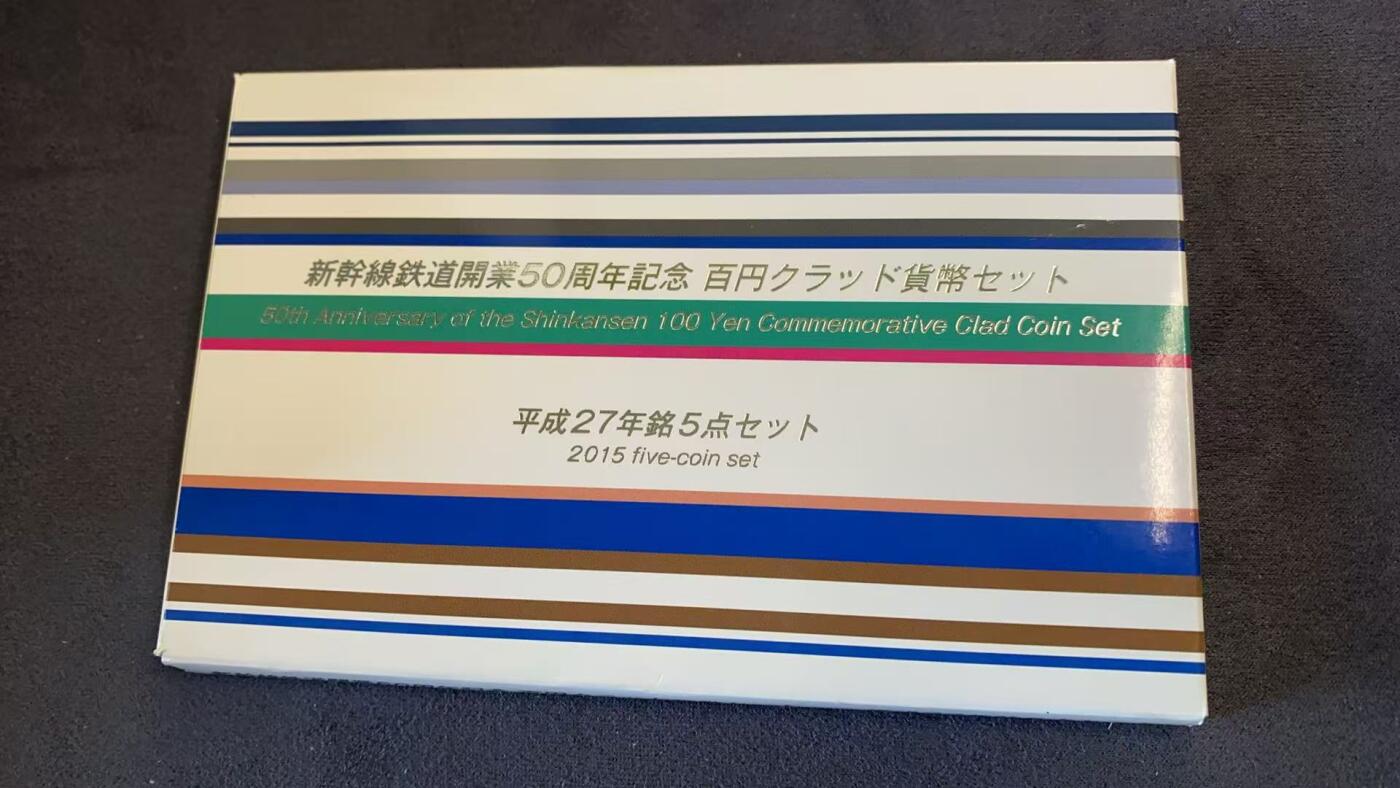 新幹線鉄道開業50周年記念 百円クラッド貨幣セット
50th Anniversary of the Shinkansen 100 Yen Commemorative Clad Coin Set
平成27年銘5点セット
2015 five-coin set